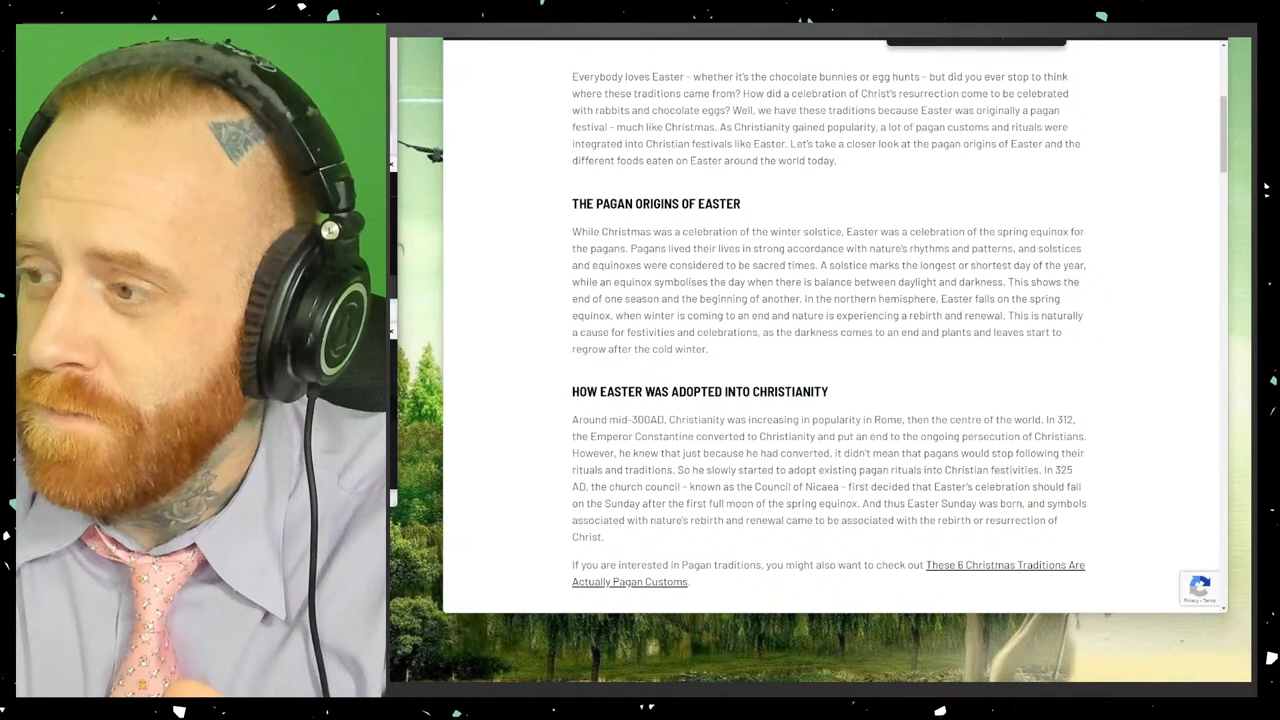 Everybody loves Easter – whether it's the chocolate bunnies or egg hunts – but did you ever stop to think
where these traditions came from? How did a celebration of Christ's resurrection come to be celebrated
with rabbits and chocolate eggs? Well, we have these traditions because Easter was originally a pagan
festival – much like Christmas. As Christianity gained popularity, a lot of pagan customs and rituals were
integrated into Christian festivals like Easter. Let's take a closer look at the pagan origins of Easter and the
different foods eaten on Easter around the world today.
THE PAGAN ORIGINS OF EASTER
While Christmas was a celebration of the winter solstice, Easter was a celebration of the spring equinox for
the pagans. Pagans lived their lives in strong accordance with nature's rhythms and patterns, and solstices
and equinoxes were considered to be sacred times. A solstice marks the longest or shortest day of the year,
while an equinox symbolises the day when there is balance between daylight and darkness. This shows the
end of one season and the beginning of another. In the northern hemisphere, Easter falls on the spring
equinox, when winter is coming to an end and nature is experiencing a rebirth and renewal. This is naturally
a cause for festivities and celebrations, as the darkness comes to an end and plants and leaves start to
regrow after the cold winter.
HOW EASTER WAS ADOPTED INTO CHRISTIANITY
Around mid-300AD, Christianity was increasing in popularity in Rome, then the centre of the world. In 312,
the Emperor Constantine converted to Christianity and put an end to the ongoing persecution of Christians.
However, he knew that just because he had converted, it didn't mean that pagans would stop following their
rituals and traditions. So he slowly started to adopt existing pagan rituals into Christian festivities. In 325
AD, the church council – known as the Council of Nicaea – first decided that Easter's celebration should fall
on the Sunday after the first full moon of the spring equinox. And thus Easter Sunday was born, and symbols
associated with nature's rebirth and renewal came to be associated with the rebirth or resurrection of
Christ.
If you are interested in Pagan traditions, you might also want to check out These 6 Christmas Traditions Are
Actually Pagan Customs.
Privacy - Terms